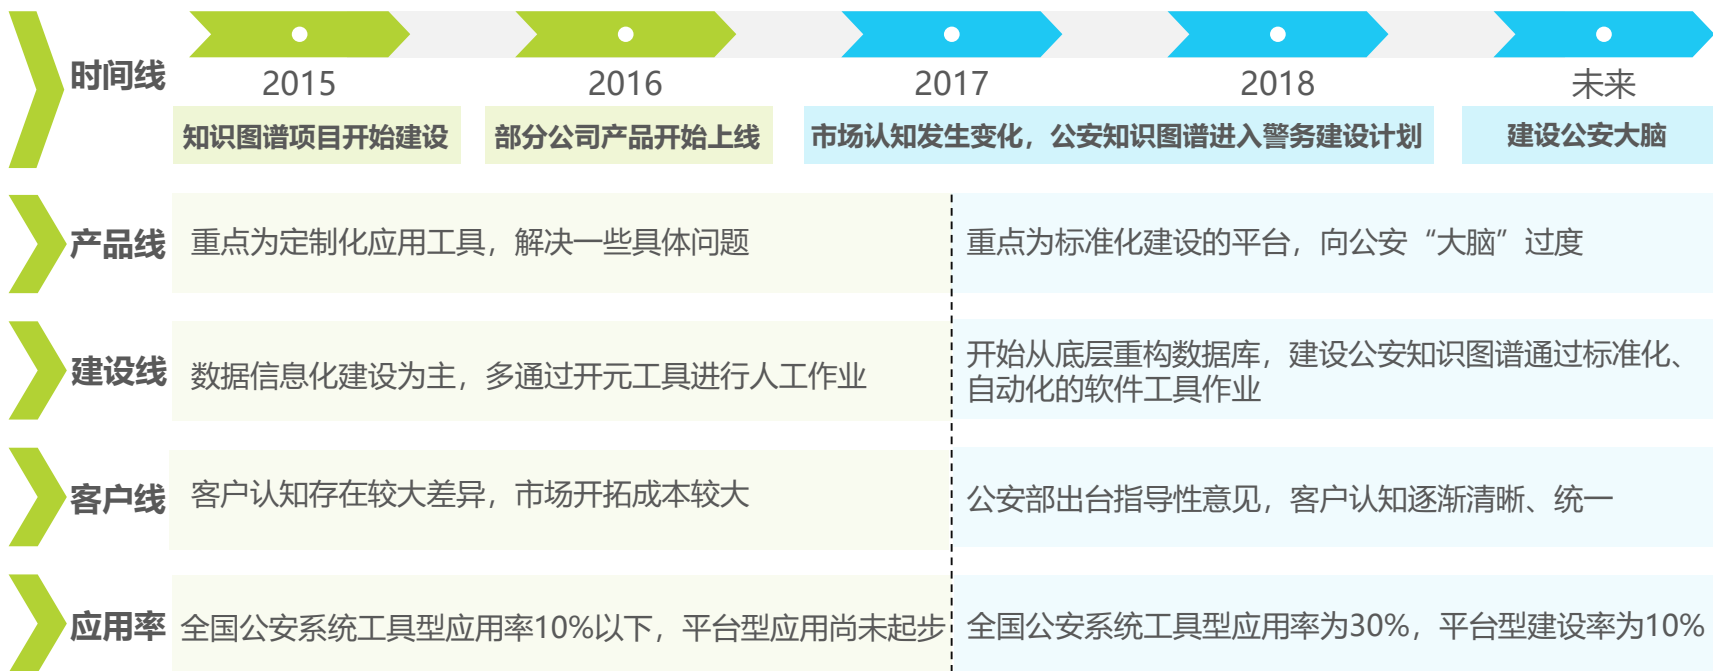 时间线
2015
2016
2017
2018
未来
知识图谱项目开始建设
部分公司产品开始上线
市场认知发生变化，公安知识图谱进入警务建设计划
建设公安大脑
产品线
重点为定制化应用工具，解决一些具体问题
重点为标准化建设的平台，向公安“大脑”过度
建设线
数据信息化建设为主，多通过开元工具进行人工作业
开始从底层重构数据库，建设公安知识图谱通过标准化、
自动化的软件工具作业
客户线
客户认知存在较大差异，市场开拓成本较大
公安部出台指导性意见，客户认知逐渐清晰、统一
应用率
全国公安系统工具型应用率10%以下，平台型应用尚未起步
全国公安系统工具型应用率为30%，平台型建设率为10%